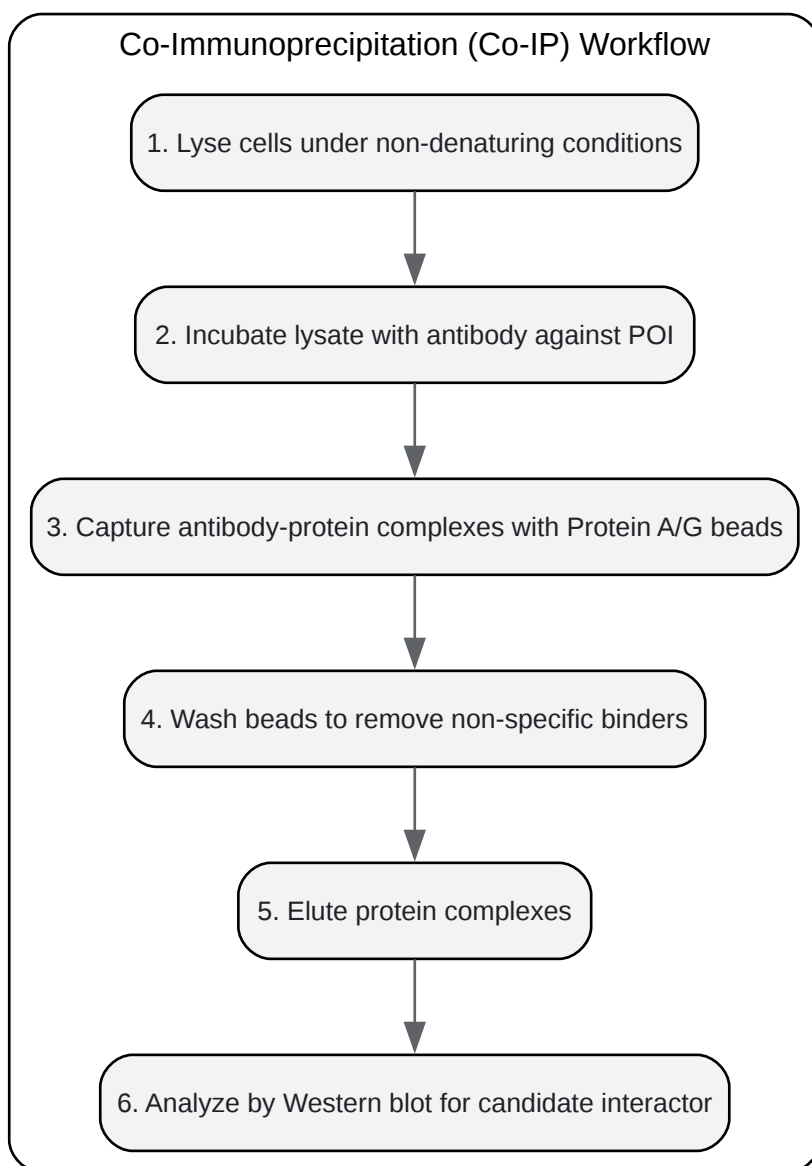 Co-Immunoprecipitation (Co-IP) Workflow
1. Lyse cells under non-denaturing conditions
2. Incubate lysate with antibody against POI
3. Capture antibody-protein complexes with Protein A/G beads
4. Wash beads to remove non-specific binders
5. Elute protein complexes
6. Analyze by Western blot for candidate interactor